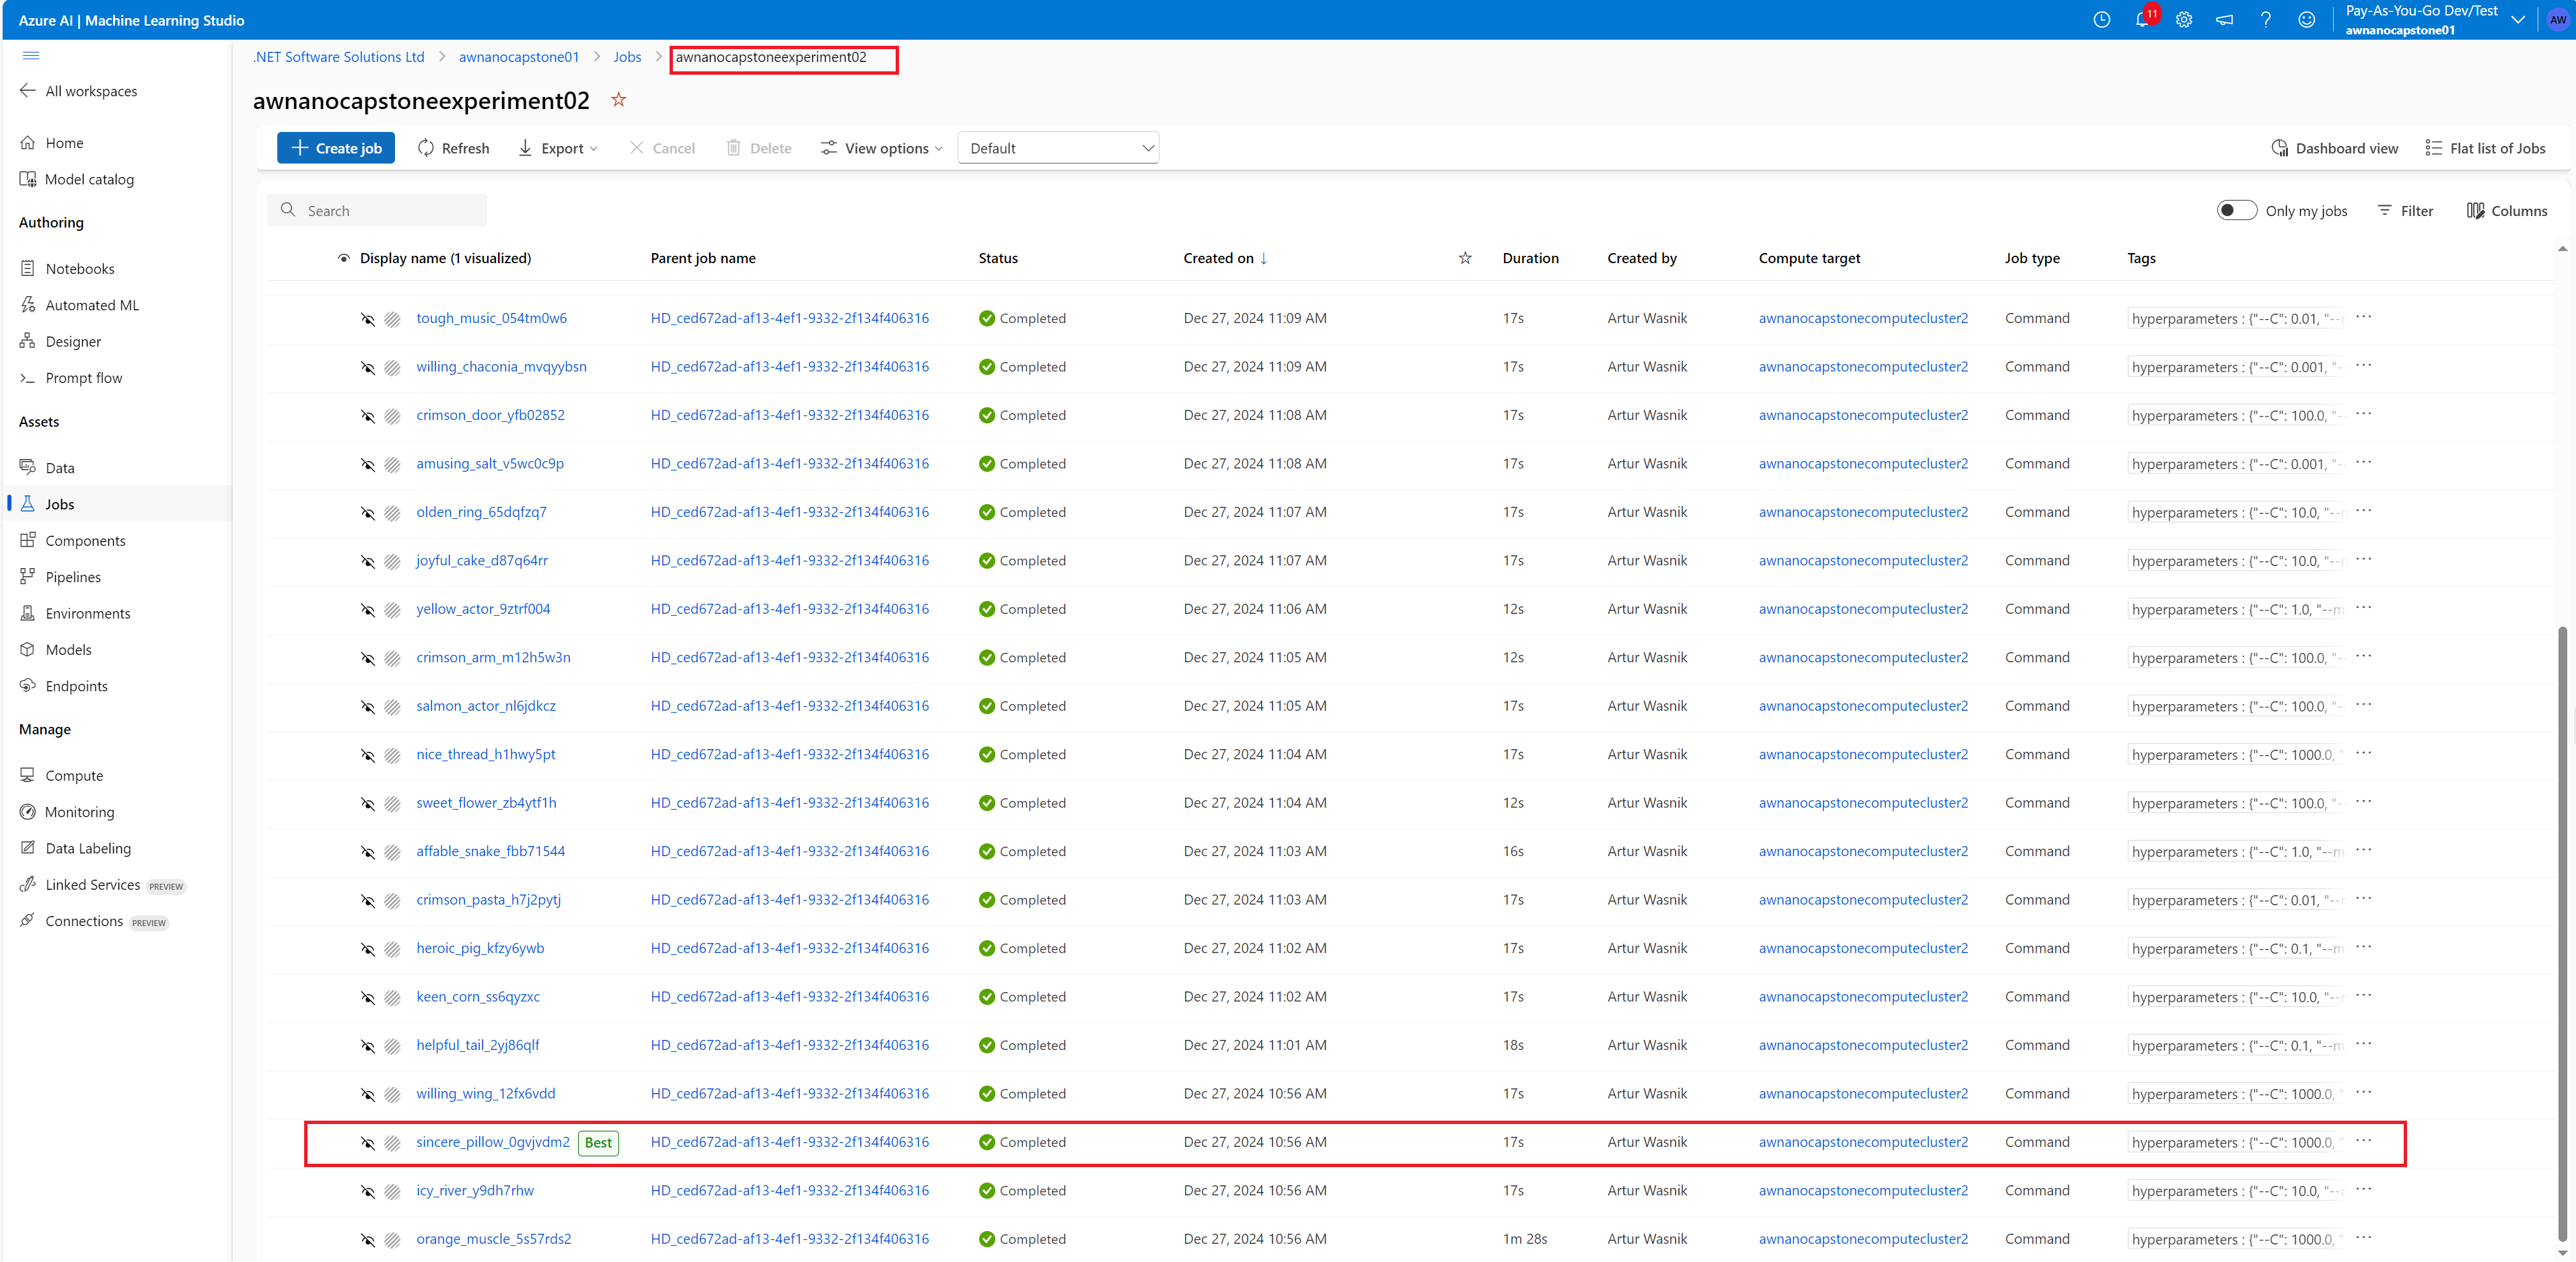 Azure AI | Machine Learning Studio
11
Pay-As-You-Go Dev/Test
awnanocapstone01
AW
All workspaces
Home
Model catalog
Authoring
Notebooks
Automated ML
Designer
Prompt flow
Assets
Data
Jobs
Components
Pipelines
Environments
Models
Endpoints
Manage
Compute
Monitoring
Data Labeling
Linked Services PREVIEW
Connections PREVIEW
.NET Software Solutions Ltd > awnanocapstone01 > Jobs > awnanocapstoneexperiment02
awnanocapstoneexperiment02
Create job Refresh Export Cancel Delete View options Default Dashboard view Flat list of Jobs
Search Only my jobs Filter Columns
Display name (1 visualized) Parent job name Status Created on ↓ Duration Created by Compute target Job type Tags
tough_music_054tm0w6 HD_ced672ad-af13-4ef1-9332-2f134f406316 Completed Dec 27, 2024 11:09 AM 17s Artur Wasnik awnanocapstonecomputecluster2 Command hyperparameters : {"--C": 0.01, "--r ...
willing_chaconia_mvqyybsn HD_ced672ad-af13-4ef1-9332-2f134f406316 Completed Dec 27, 2024 11:09 AM 17s Artur Wasnik awnanocapstonecomputecluster2 Command hyperparameters : {"--C": 0.001, "-- ...
crimson_door_yfb02852 HD_ced672ad-af13-4ef1-9332-2f134f406316 Completed Dec 27, 2024 11:08 AM 17s Artur Wasnik awnanocapstonecomputecluster2 Command hyperparameters : {"--C": 100.0, "-- ...
amusing_salt_v5wc0c9p HD_ced672ad-af13-4ef1-9332-2f134f406316 Completed Dec 27, 2024 11:08 AM 17s Artur Wasnik awnanocapstonecomputecluster2 Command hyperparameters : {"--C": 0.001, "-- ...
olden_ring_65dqfzq7 HD_ced672ad-af13-4ef1-9332-2f134f406316 Completed Dec 27, 2024 11:07 AM 17s Artur Wasnik awnanocapstonecomputecluster2 Command hyperparameters : {"--C": 10.0, "--r ...
joyful_cake_d87q64rr HD_ced672ad-af13-4ef1-9332-2f134f406316 Completed Dec 27, 2024 11:07 AM 17s Artur Wasnik awnanocapstonecomputecluster2 Command hyperparameters : {"--C": 10.0, "--r ...
yellow_actor_9ztrf004 HD_ced672ad-af13-4ef1-9332-2f134f406316 Completed Dec 27, 2024 11:06 AM 12s Artur Wasnik awnanocapstonecomputecluster2 Command hyperparameters : {"--C": 1.0, "--m ...
crimson_arm_m12h5w3n HD_ced672ad-af13-4ef1-9332-2f134f406316 Completed Dec 27, 2024 11:05 AM 12s Artur Wasnik awnanocapstonecomputecluster2 Command hyperparameters : {"--C": 100.0, "-- ...
salmon_actor_nl6jdkcz HD_ced672ad-af13-4ef1-9332-2f134f406316 Completed Dec 27, 2024 11:05 AM 17s Artur Wasnik awnanocapstonecomputecluster2 Command hyperparameters : {"--C": 100.0, "-- ...
nice_thread_h1hwy5pt HD_ced672ad-af13-4ef1-9332-2f134f406316 Completed Dec 27, 2024 11:04 AM 17s Artur Wasnik awnanocapstonecomputecluster2 Command hyperparameters : {"--C": 1000.0, " ...
sweet_flower_zb4ytf1h HD_ced672ad-af13-4ef1-9332-2f134f406316 Completed Dec 27, 2024 11:04 AM 12s Artur Wasnik awnanocapstonecomputecluster2 Command hyperparameters : {"--C": 100.0, "-- ...
affable_snake_fbb71544 HD_ced672ad-af13-4ef1-9332-2f134f406316 Completed Dec 27, 2024 11:03 AM 16s Artur Wasnik awnanocapstonecomputecluster2 Command hyperparameters : {"--C": 1.0, "--m ...
crimson_pasta_h7j2pytj HD_ced672ad-af13-4ef1-9332-2f134f406316 Completed Dec 27, 2024 11:03 AM 17s Artur Wasnik awnanocapstonecomputecluster2 Command hyperparameters : {"--C": 0.01, "--r ...
heroic_pig_kfzy6ywb HD_ced672ad-af13-4ef1-9332-2f134f406316 Completed Dec 27, 2024 11:02 AM 17s Artur Wasnik awnanocapstonecomputecluster2 Command hyperparameters : {"--C": 0.1, "--m ...
keen_corn_ss6qyzxc HD_ced672ad-af13-4ef1-9332-2f134f406316 Completed Dec 27, 2024 11:02 AM 17s Artur Wasnik awnanocapstonecomputecluster2 Command hyperparameters : {"--C": 10.0, "--r ...
helpful_tail_2yj86qlf HD_ced672ad-af13-4ef1-9332-2f134f406316 Completed Dec 27, 2024 11:01 AM 18s Artur Wasnik awnanocapstonecomputecluster2 Command hyperparameters : {"--C": 0.1, "--m ...
willing_wing_12fx6vdd HD_ced672ad-af13-4ef1-9332-2f134f406316 Completed Dec 27, 2024 10:56 AM 17s Artur Wasnik awnanocapstonecomputecluster2 Command hyperparameters : {"--C": 1000.0, " ...
sincere_pillow_0gvjvdm2 Best HD_ced672ad-af13-4ef1-9332-2f134f406316 Completed Dec 27, 2024 10:56 AM 17s Artur Wasnik awnanocapstonecomputecluster2 Command hyperparameters : {"--C": 1000.0, " ...
icy_river_y9dh7rhw HD_ced672ad-af13-4ef1-9332-2f134f406316 Completed Dec 27, 2024 10:56 AM 17s Artur Wasnik awnanocapstonecomputecluster2 Command hyperparameters : {"--C": 10.0, "--r ...
orange_muscle_5s57rds2 HD_ced672ad-af13-4ef1-9332-2f134f406316 Completed Dec 27, 2024 10:56 AM 1m 28s Artur Wasnik awnanocapstonecomputecluster2 Command hyperparameters : {"--C": 1000.0, " ...